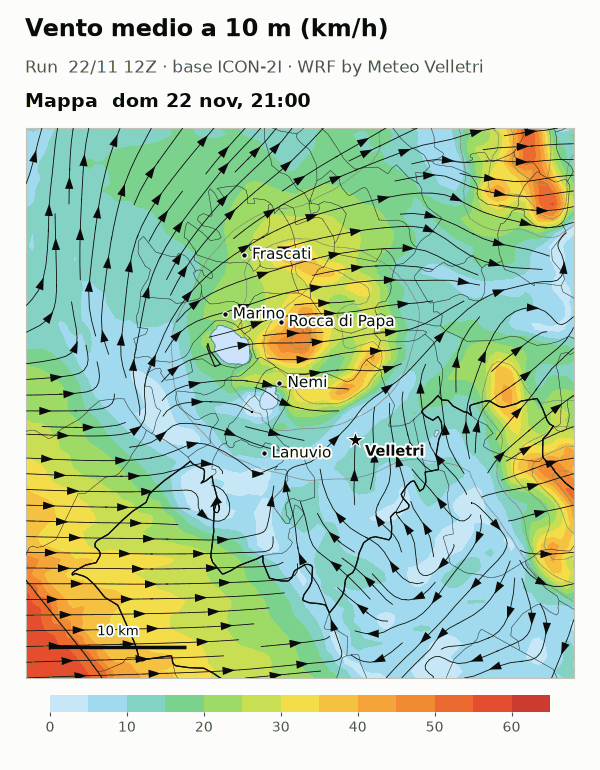 Vento medio a 10 m (km/h)
Run  22/11 12Z · base ICON-2I · WRF by Meteo Velletri
Mappa  dom 22 nov, 21:00
Frascati
Marino
Rocca di Papa
Nemi
Lanuvio
Velletri
10 km
0 10 20 30 40 50 60